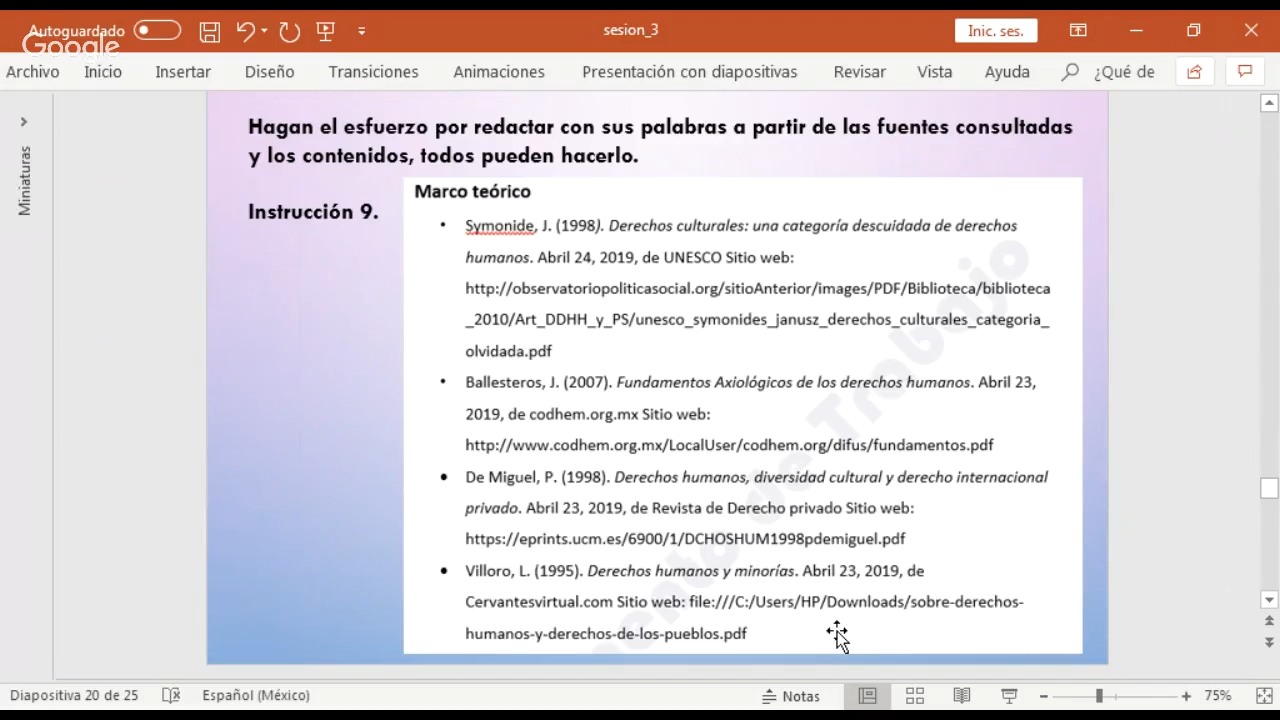 Autoguardado
sesion_3
Inic. ses.
Google
Archivo Inicio Insertar Diseño Transiciones Animaciones Presentación con diapositivas Revisar Vista Ayuda ¿Qué de
Miniaturas
Hagan el esfuerzo por redactar con sus palabras a partir de las fuentes consultadas
y los contenidos, todos pueden hacerlo.
Instrucción 9.
Marco teórico
• Symonide, J. (1998). Derechos culturales: una categoría descuidada de derechos
humanos. Abril 24, 2019, de UNESCO Sitio web:
http://observatoriopoliticasocial.org/sitioAnterior/images/PDF/Biblioteca/biblioteca
_2010/Art_DDHH_y_PS/unesco_symonides_janusz_derechos_culturales_categoria_
olvidada.pdf
• Ballesteros, J. (2007). Fundamentos Axiológicos de los derechos humanos. Abril 23,
2019, de codhem.org.mx Sitio web:
http://www.codhem.org.mx/LocalUser/codhem.org/difus/fundamentos.pdf
• De Miguel, P. (1998). Derechos humanos, diversidad cultural y derecho internacional
privado. Abril 23, 2019, de Revista de Derecho privado Sitio web:
https://eprints.ucm.es/6900/1/DCHOSHUM1998pdemiguel.pdf
• Villoro, L. (1995). Derechos humanos y minorías. Abril 23, 2019, de
Cervantesvirtual.com Sitio web: file:///C:/Users/HP/Downloads/sobre-derechos-
humanos-y-derechos-de-los-pueblos.pdf
mento de Trabajo
Diapositiva 20 de 25 Español (México) Notas 75%